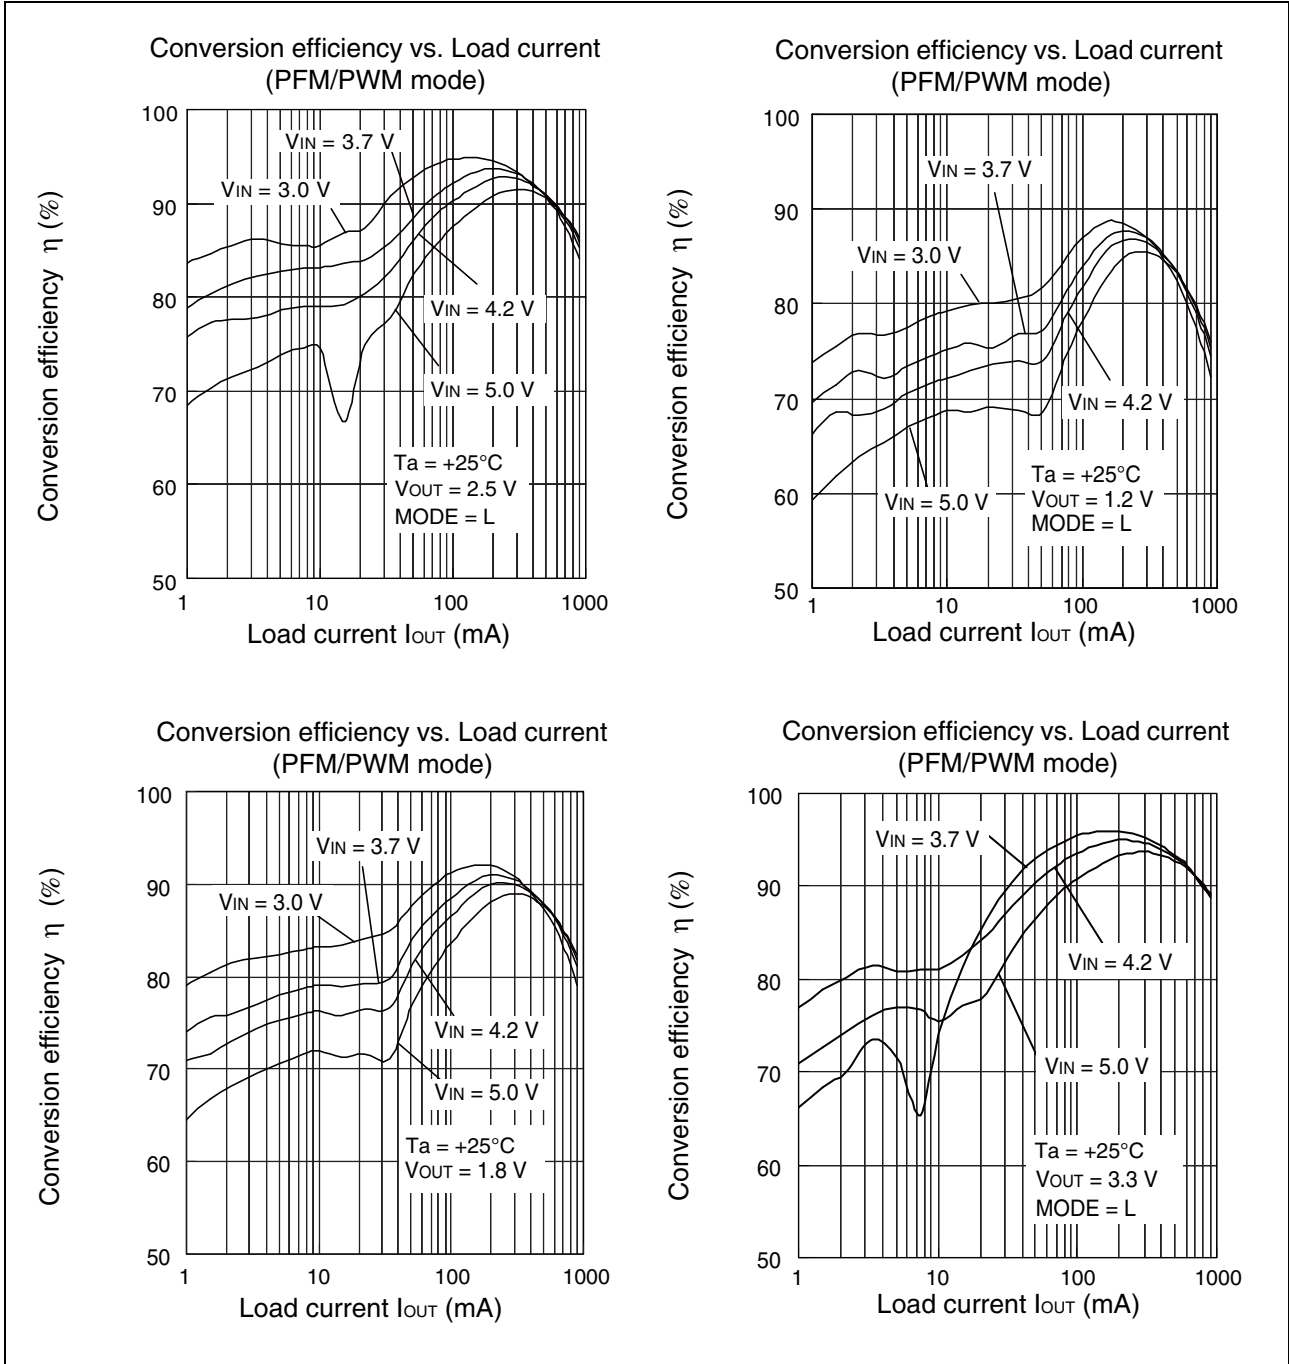 Conversion efficiency vs. Load current
(PFM/PWM mode)
Conversion efficiency η (%)
100
90
80
70
60
50
VIN = 3.7 V
VIN = 3.0 V
VIN = 4.2 V
VIN = 5.0 V
Ta = +25°C
VOUT = 2.5 V
MODE = L
1
10
100
1000
Load current IOUT (mA)
Conversion efficiency vs. Load current
(PFM/PWM mode)
Conversion efficiency η (%)
100
90
80
70
60
50
VIN = 3.7 V
VIN = 3.0 V
VIN = 4.2 V
VIN = 5.0 V
Ta = +25°C
VOUT = 1.2 V
MODE = L
1
10
100
1000
Load current IOUT (mA)
Conversion efficiency vs. Load current
(PFM/PWM mode)
Conversion efficiency η (%)
100
90
80
70
60
50
VIN = 3.7 V
VIN = 3.0 V
VIN = 4.2 V
VIN = 5.0 V
Ta = +25°C
VOUT = 1.8 V
1
10
100
1000
Load current IOUT (mA)
Conversion efficiency vs. Load current
(PFM/PWM mode)
Conversion efficiency η (%)
100
90
80
70
60
50
VIN = 3.7 V
VIN = 4.2 V
VIN = 5.0 V
Ta = +25°C
VOUT = 3.3 V
MODE = L
1
10
100
1000
Load current IOUT (mA)